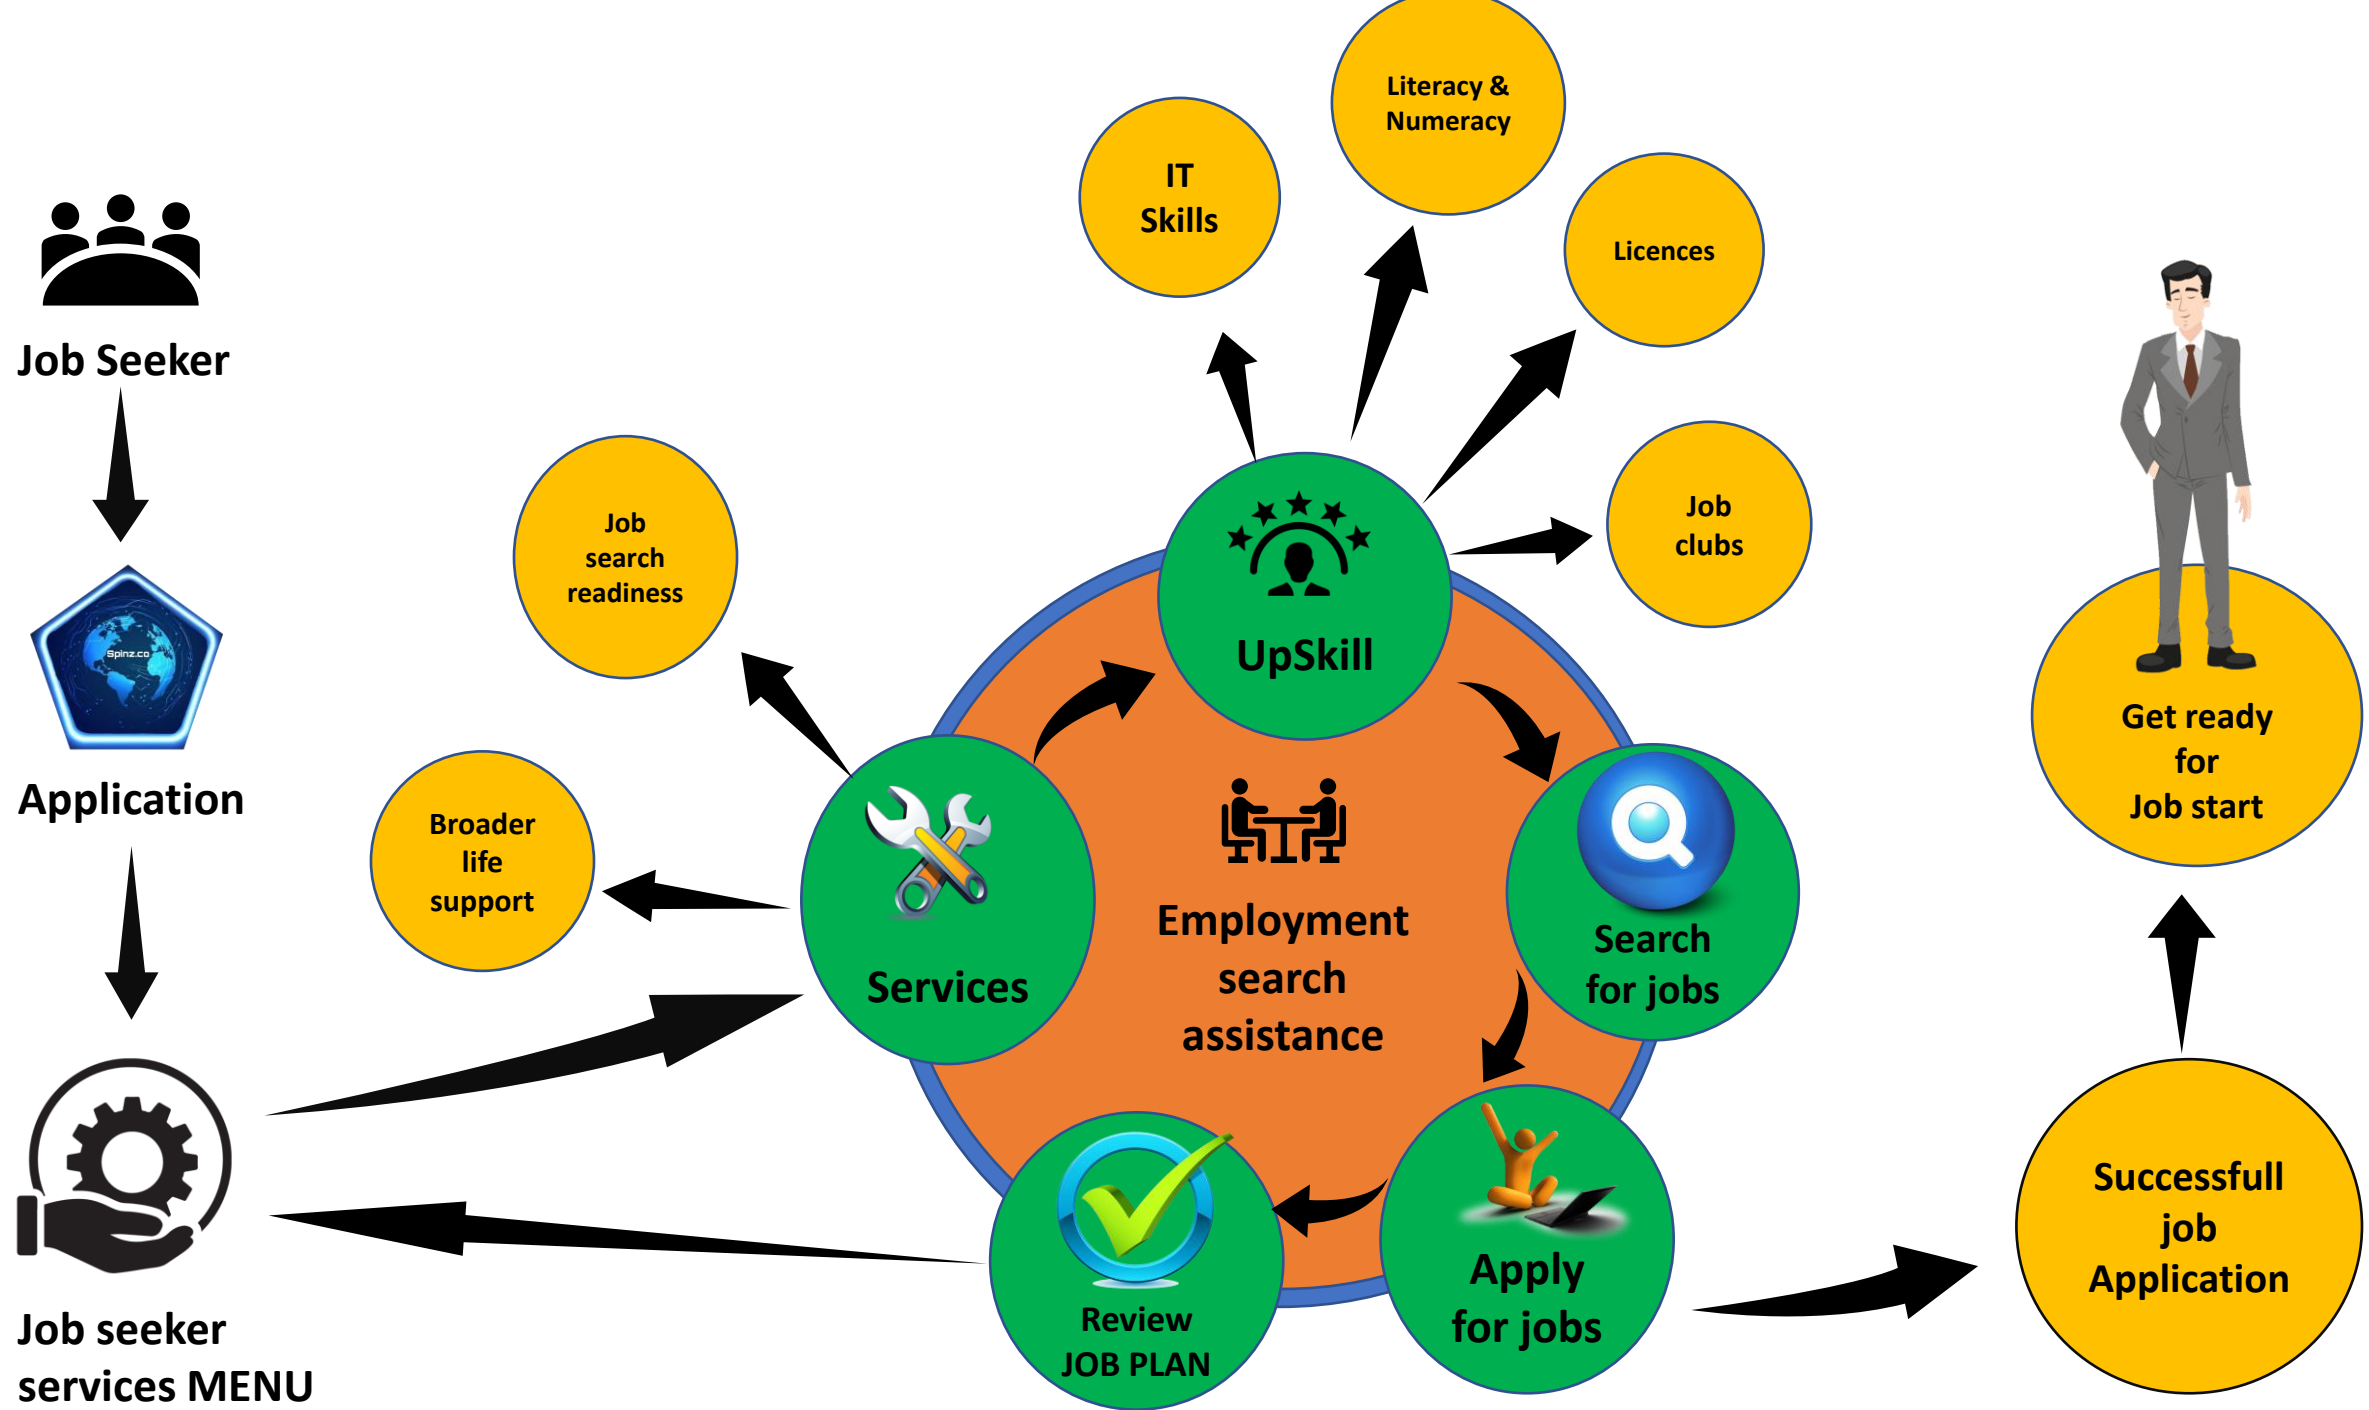 Job Seeker
Spinz.co
Application
Job seeker
services MENU
Broader
life
support
Job
search
readiness
Services
IT
Skills
Literacy &
Numeracy
Licences
Job
clubs
UpSkill
Employment
search
assistance
Search
for jobs
Apply
for jobs
Review
JOB PLAN
Successfull
job
Application
Get ready
for
Job start